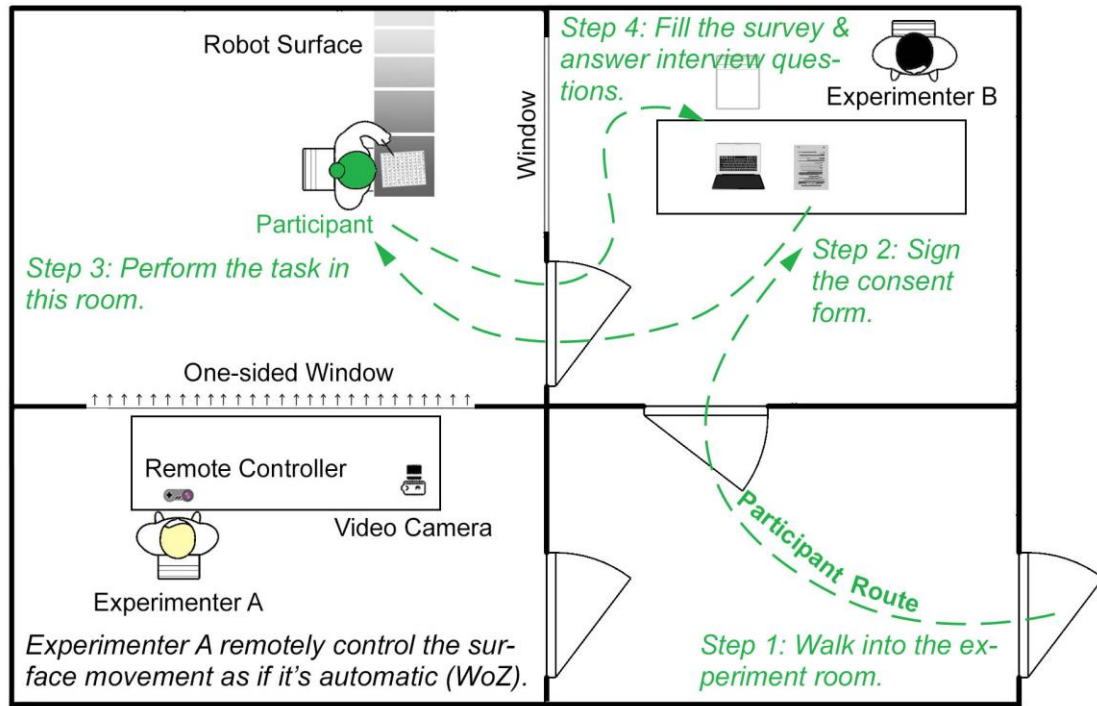 Robot Surface
Participant
Step 3: Perform the task in
this room.
Window
Step 4: Fill the survey &
answer interview ques-
tions.
Experimenter B
Step 2: Sign
the consent
form.
One-sided Window
Remote Controller
Video Camera
Experimenter A
Experimenter A remotely control the sur-
face movement as if it's automatic (WoZ).
Participant Route
Step 1: Walk into the ex-
periment room.